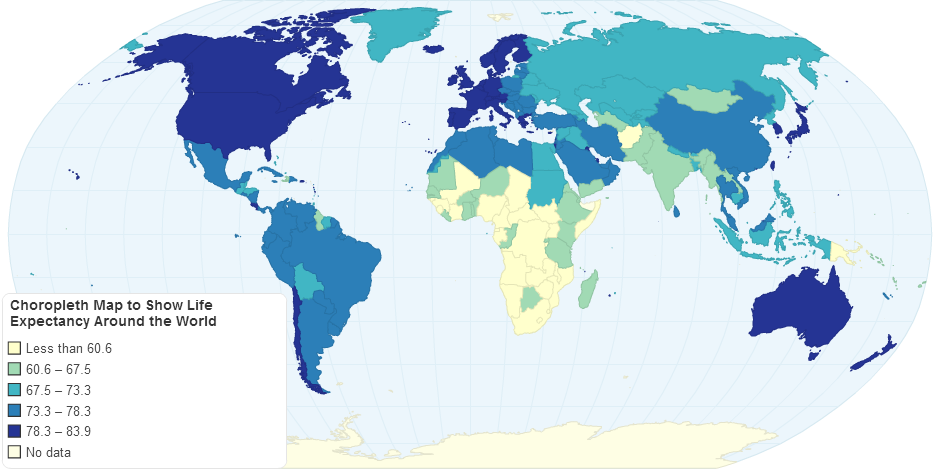 Choropleth Map to Show Life
Expectancy Around the World
Less than 60.6
60.6 – 67.5
67.5 – 73.3
73.3 – 78.3
78.3 – 83.9
No data